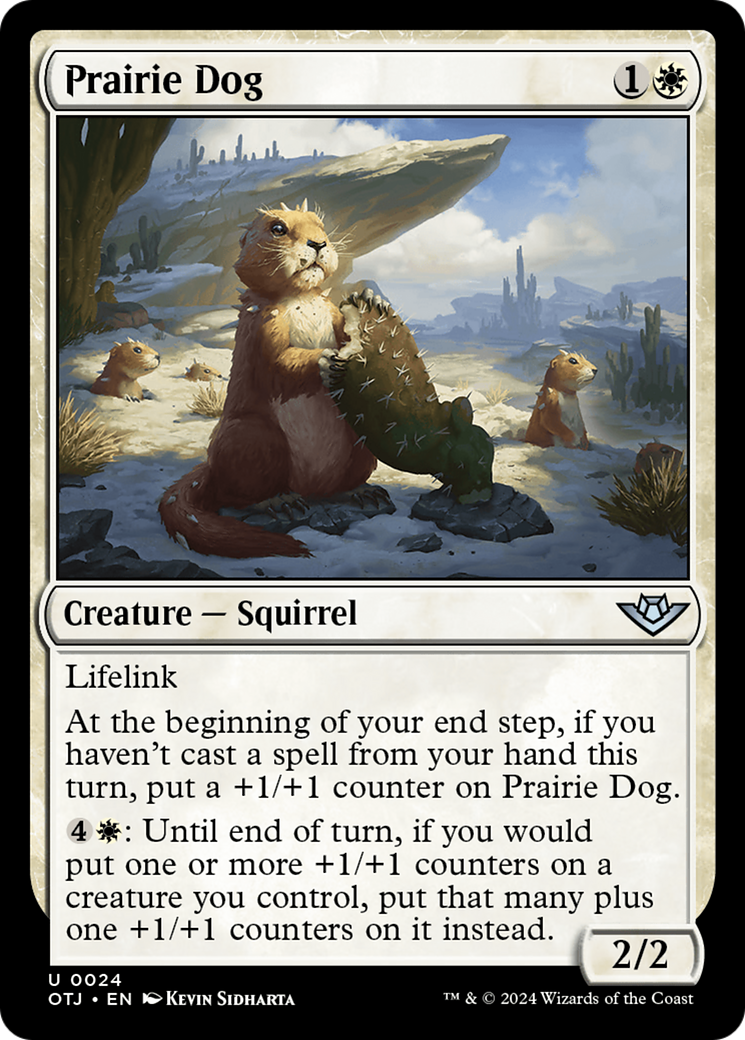 Prairie Dog 1
Creature — Squirrel
Lifelink
At the beginning of your end step, if you
haven't cast a spell from your hand this
turn, put a +1/+1 counter on Prairie Dog.
4: Until end of turn, if you would
put one or more +1/+1 counters on a
creature you control, put that many plus
one +1/+1 counters on it instead.
2/2
U 0024
OTJ • EN Kevin Sidharta
™ & © 2024 Wizards of the Coast